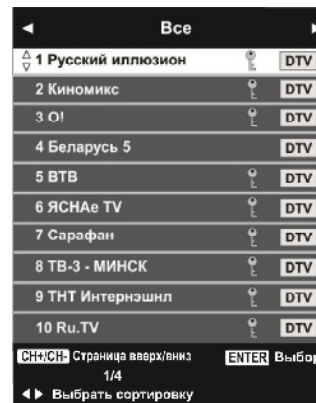 Все
1 Русский иллюзион DTV
2 Киномикс DTV
3 О! DTV
4 Беларусь 5 DTV
5 ВТВ DTV
6 ЯСНАе TV DTV
7 Сарафан DTV
8 ТВ-3 - МИНСК DTV
9 ТНТ Интернэшнл DTV
10 Ru.TV DTV
CH+/CH- Страница вверх/вниз ENTER Выбор
1/4
Выбрать сортировку